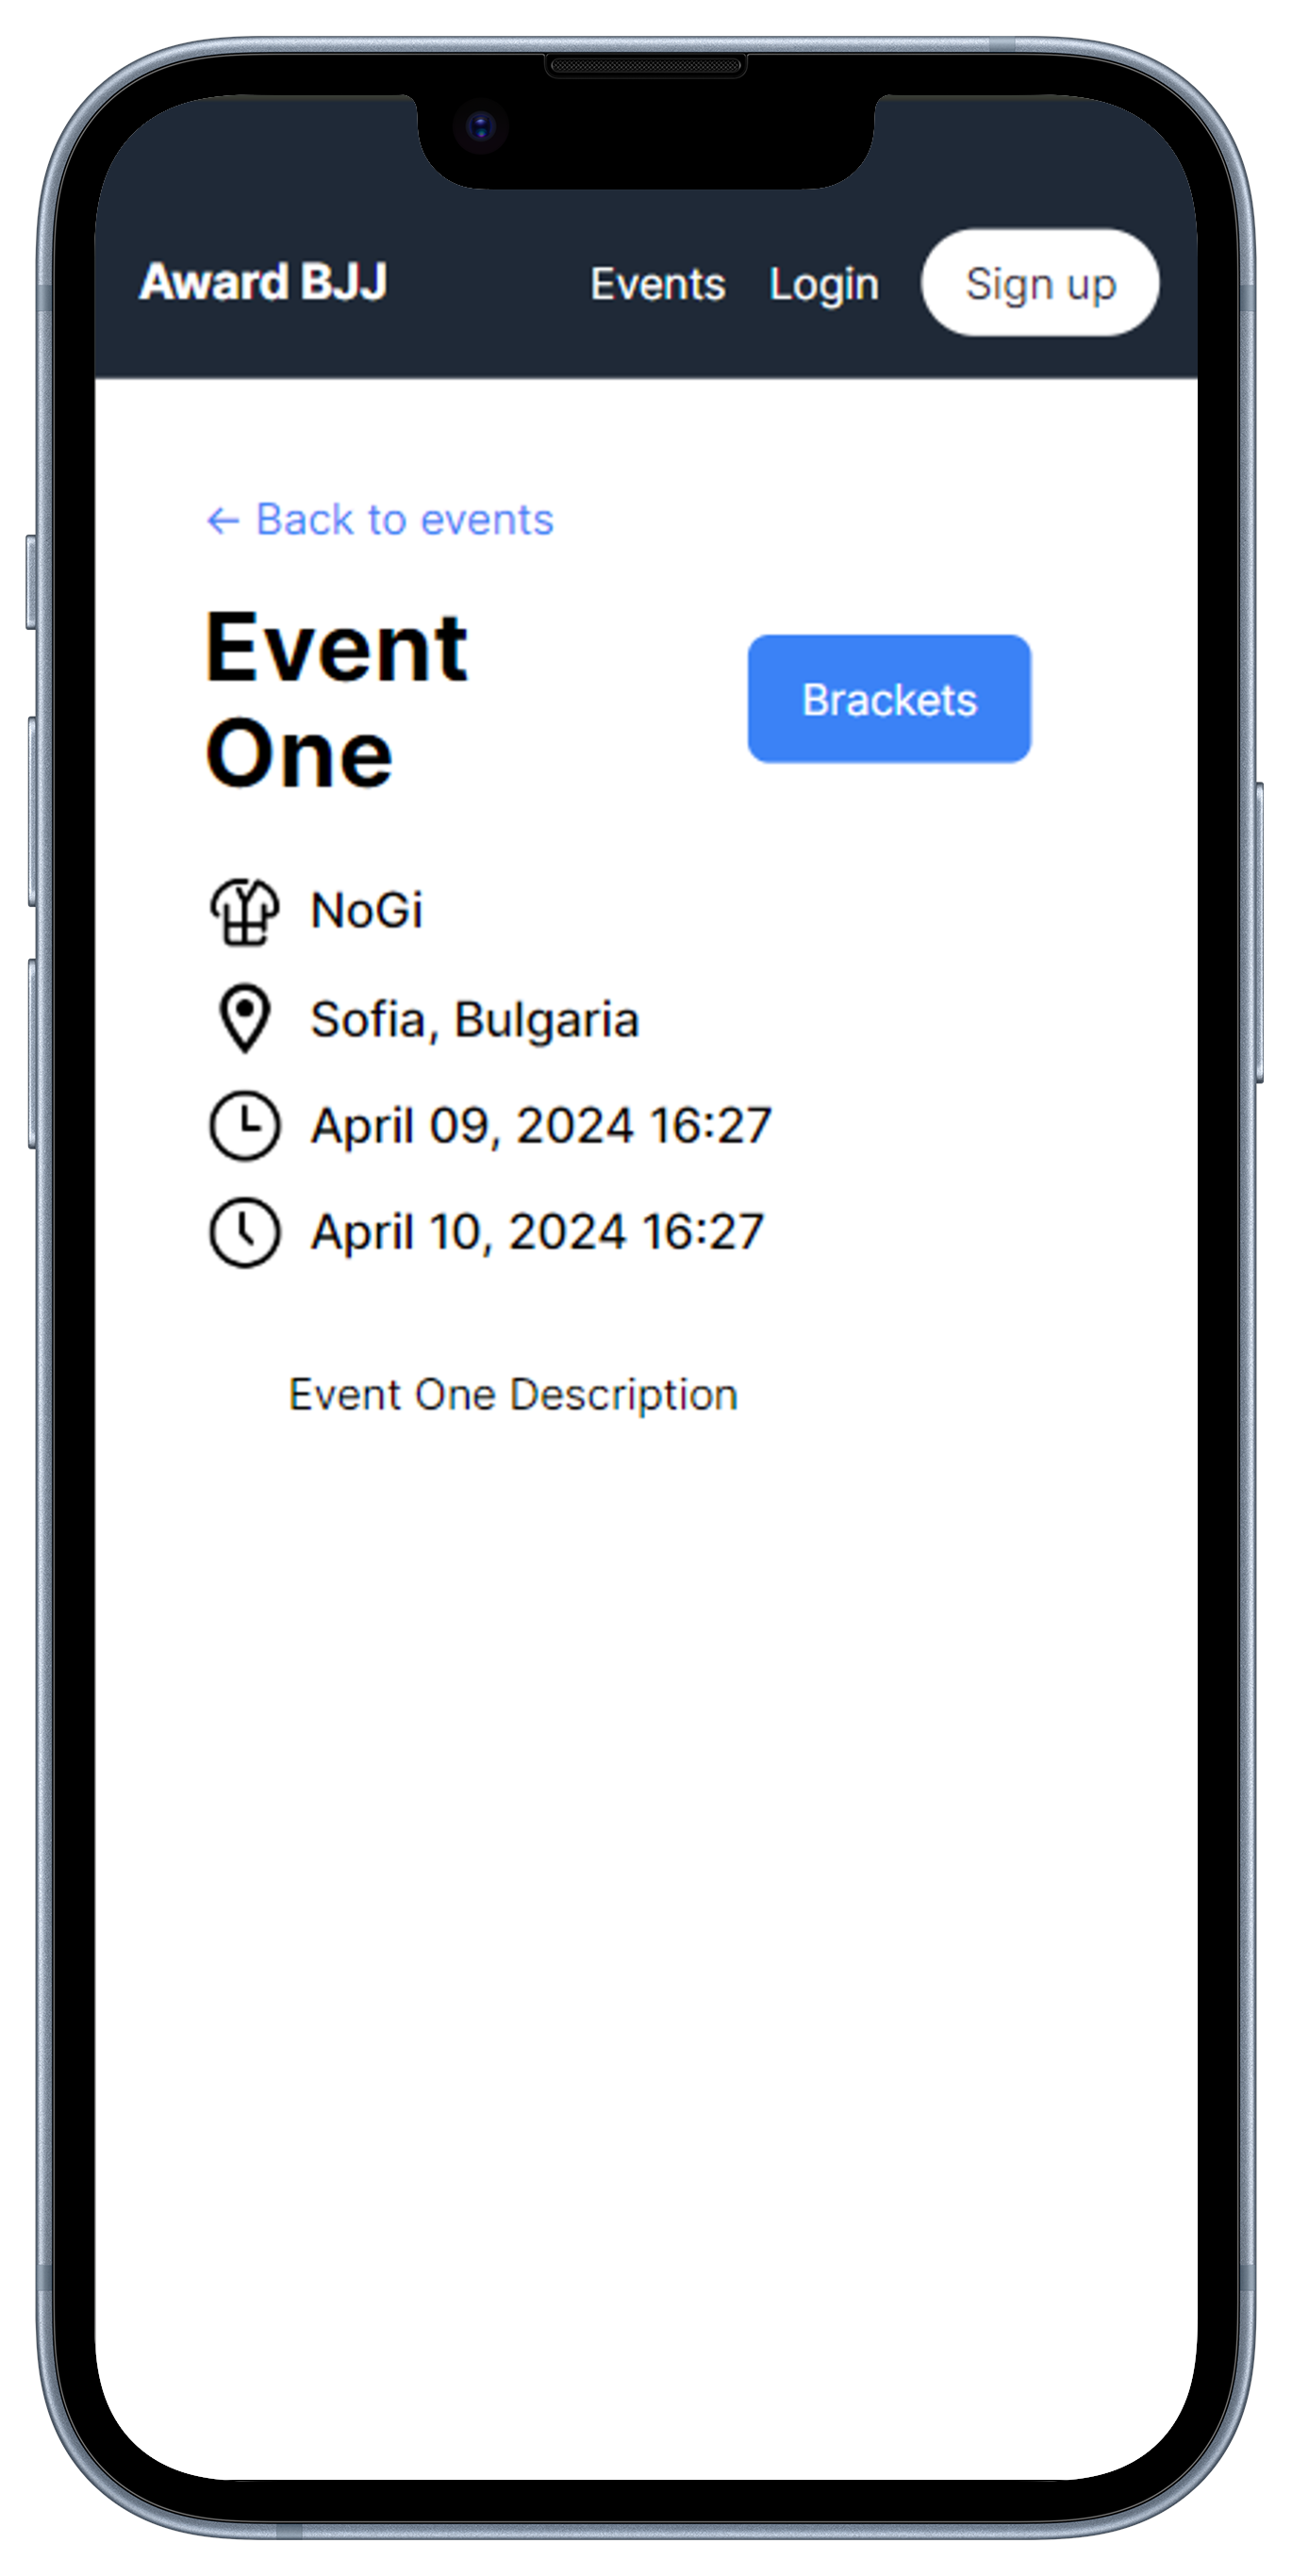 Award BJJ Events Login Sign up
← Back to events
Event
One
Brackets
NoGi
Sofia, Bulgaria
April 09, 2024 16:27
April 10, 2024 16:27
Event One Description